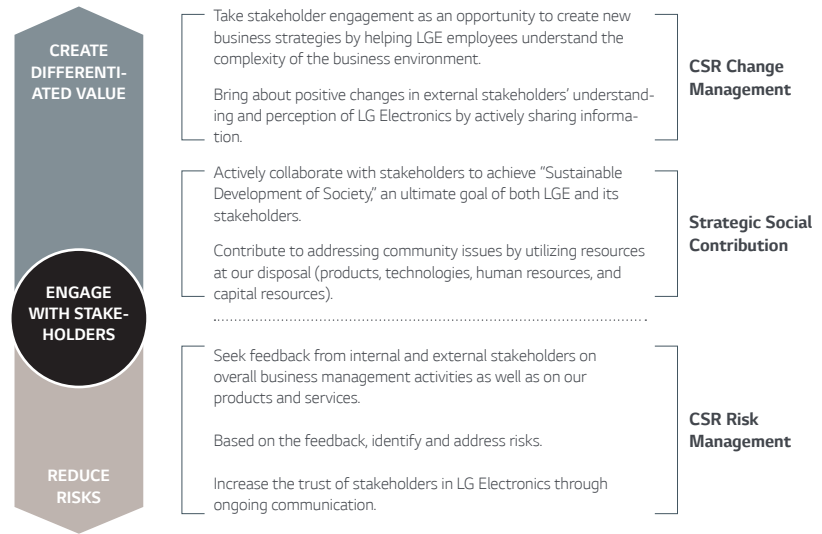 CREATE
DIFFERENTI-
ATED VALUE
Take stakeholder engagement as an opportunity to create new
business strategies by helping LGE employees understand the
complexity of the business environment.
Bring about positive changes in external stakeholders’ understand-
ing and perception of LG Electronics by actively sharing informa-
tion.
CSR Change
Management
Actively collaborate with stakeholders to achieve “Sustainable
Development of Society,” an ultimate goal of both LGE and its
stakeholders.
Contribute to addressing community issues by utilizing resources
at our disposal (products, technologies, human resources, and
capital resources).
Strategic Social
Contribution
ENGAGE
WITH STAKE-
HOLDERS
Seek feedback from internal and external stakeholders on
overall business management activities as well as on our
products and services.
Based on the feedback, identify and address risks.
Increase the trust of stakeholders in LG Electronics through
ongoing communication.
CSR Risk
Management
REDUCE
RISKS